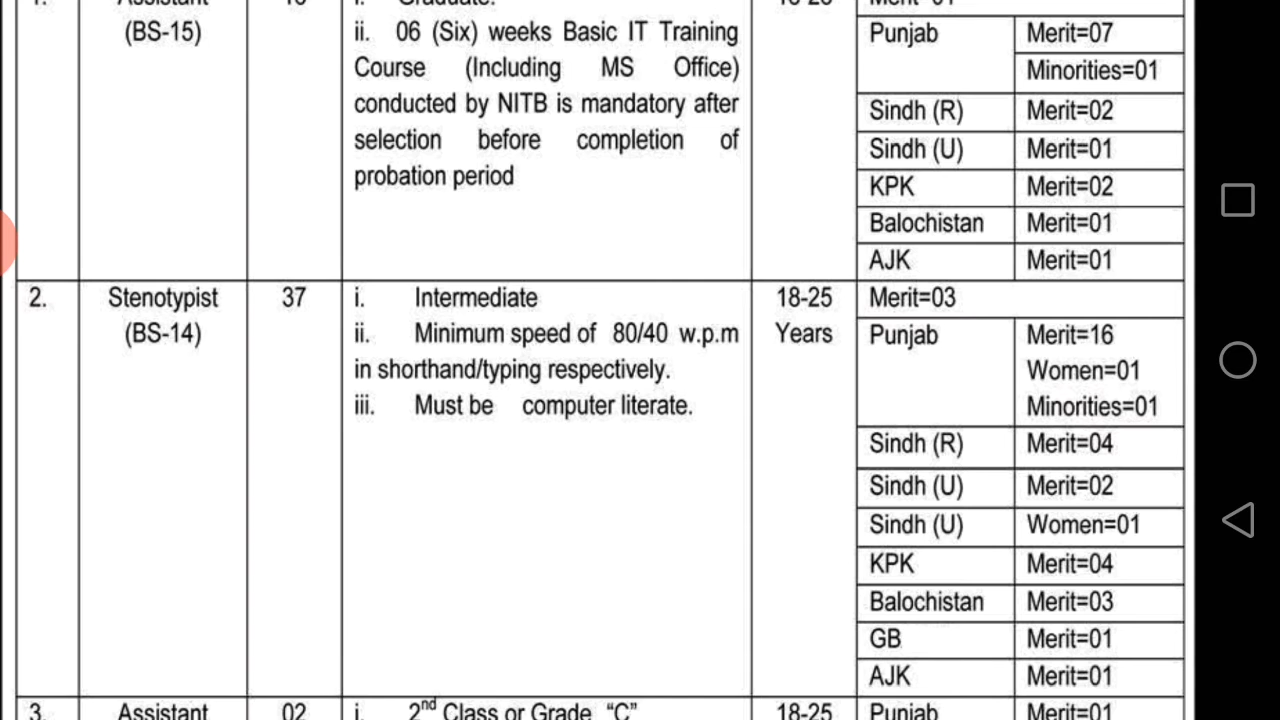 Assistant
i. Graduate.
(BS-15)
ii. 06 (Six) weeks Basic IT Training
Course (Including MS Office)
conducted by NITB is mandatory after
selection before completion of
probation period
Punjab Merit=07
Minorities=01
Sindh (R) Merit=02
Sindh (U) Merit=01
KPK Merit=02
Balochistan Merit=01
AJK Merit=01
2. Stenotypist 37
(BS-14)
i. Intermediate
ii. Minimum speed of 80/40 w.p.m
in shorthand/typing respectively.
iii. Must be computer literate.
18-25
Years
Merit=03
Punjab Merit=16
Women=01
Minorities=01
Sindh (R) Merit=04
Sindh (U) Merit=02
Sindh (U) Women=01
KPK Merit=04
Balochistan Merit=03
GB Merit=01
AJK Merit=01
3. Assistant 02 i. 2nd Class or Grade "C" 18-25 Punjab Merit=01